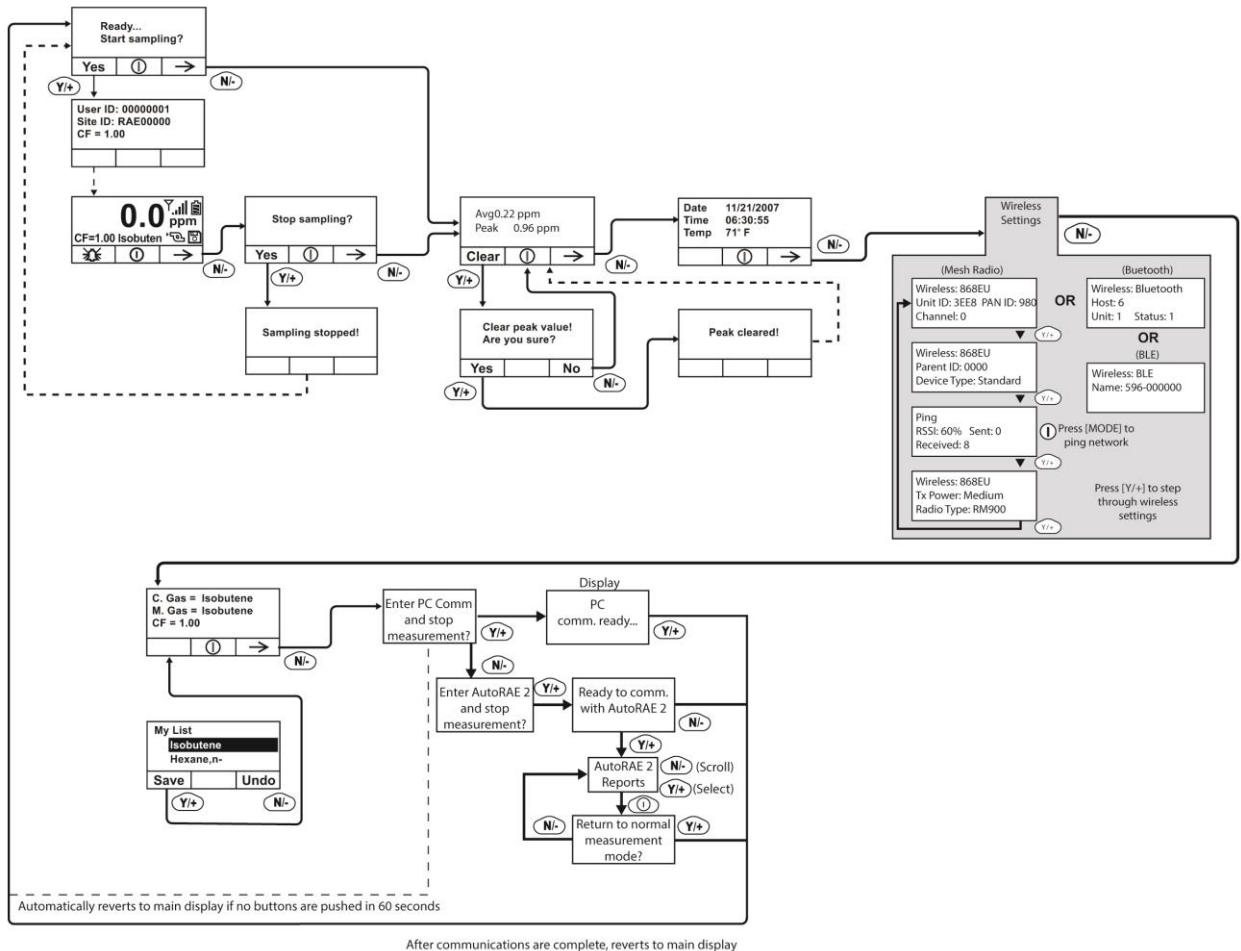 Ready...
Start sampling?
Yes
N/-
Y/+
User ID: 00000001
Site ID: RAE00000
CF = 1.00
0.0 ppm
CF=1.00 Isobuten
N/-
Stop sampling?
Yes
N/-
Y/+
Sampling stopped!
Avg0.22 ppm
Peak 0.96 ppm
Clear
N/-
Y/+
Clear peak value!
Are you sure?
Yes No
N/-
Y/+
Peak cleared!
Date 11/21/2007
Time 06:30:55
Temp 71° F
N/-
Wireless
Settings
N/-
(Mesh Radio)
Wireless: 868EU
Unit ID: 3EE8 PAN ID: 980
Channel: 0
Y/+
Wireless: 868EU
Parent ID: 0000
Device Type: Standard
Y/+
Ping
RSSI: 60% Sent: 0
Received: 8
Y/+
Wireless: 868EU
Tx Power: Medium
Radio Type: RM900
Y/+
OR
(Buetooth)
Wireless: Bluetooth
Host: 6
Unit: 1 Status: 1
OR
(BLE)
Wireless: BLE
Name: 596-000000
Press [MODE] to
ping network
Press [Y/+] to step
through wireless
settings
C. Gas = Isobutene
M. Gas = Isobutene
CF = 1.00
N/-
My List
Isobutene
Hexane,n-
Save Undo
Y/+ N/-
Enter PC Comm
and stop
measurement?
Y/+
N/-
Display
PC
comm. ready...
Y/+
Enter AutoRAE 2
and stop
measurement?
Y/+
Ready to comm.
with AutoRAE 2
N/-
Y/+
AutoRAE 2
Reports
N/- (Scroll)
Y/+ (Select)
Return to normal
measurement
mode?
N/-
Y/+
Automatically reverts to main display if no buttons are pushed in 60 seconds
After communications are complete, reverts to main display